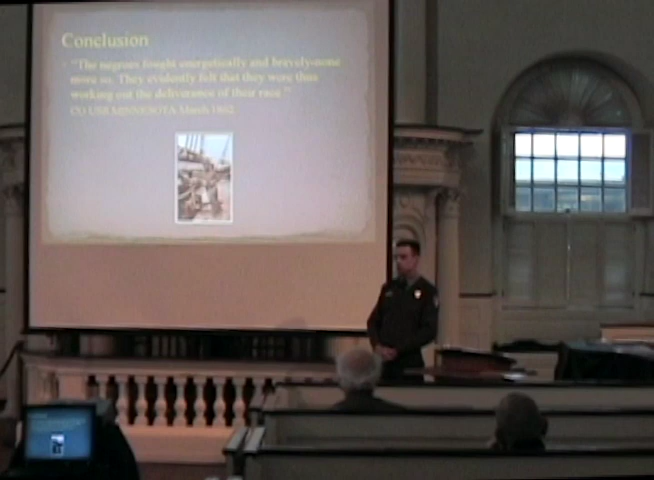 Conclusion
"The negroes fought energetically and bravely-none
more so. They evidently felt that they were thus
working out the deliverance of their race."
CO USS MINNESOTA March 1862